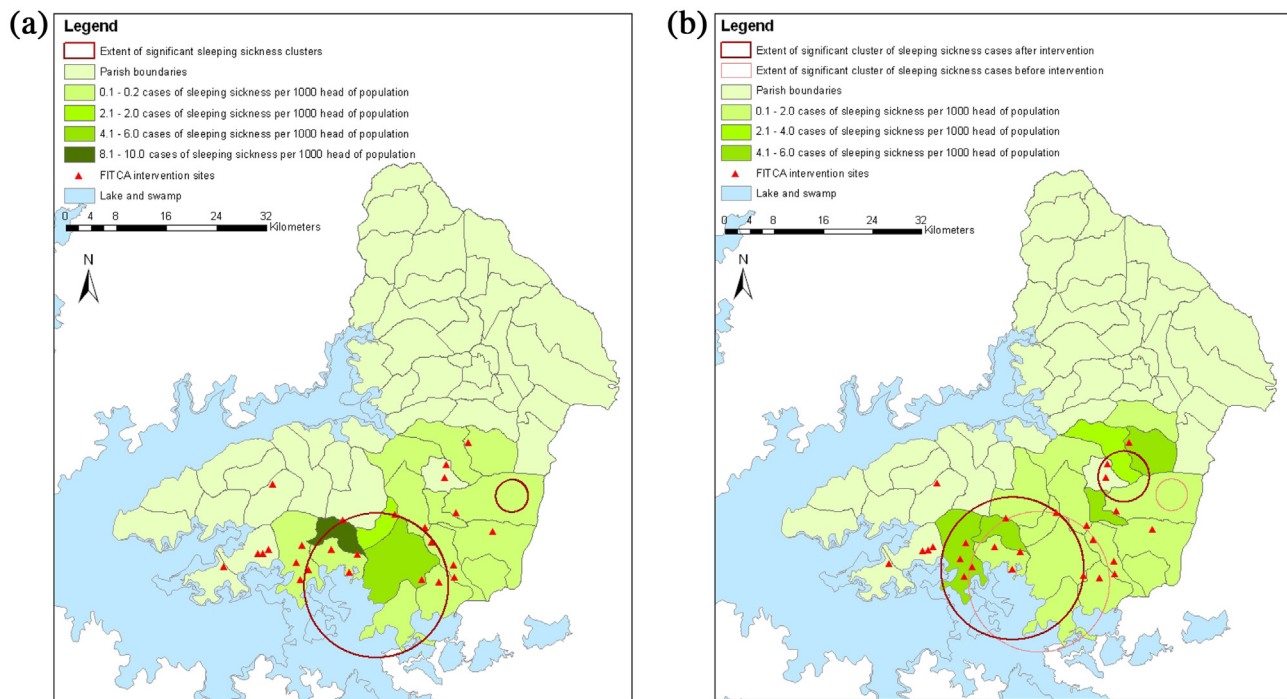 (a)
Legend
Extent of significant sleeping sickness clusters
Parish boundaries
0.1 - 0.2 cases of sleeping sickness per 1000 head of population
2.1 - 2.0 cases of sleeping sickness per 1000 head of population
4.1 - 6.0 cases of sleeping sickness per 1000 head of population
8.1 - 10.0 cases of sleeping sickness per 1000 head of population
FITCA intervention sites
Lake and swamp
0 4 8 16 24 32
Kilometers
N
(b)
Legend
Extent of significant cluster of sleeping sickness cases after intervention
Extent of significant cluster of sleeping sickness cases before intervention
Parish boundaries
0.1 - 2.0 cases of sleeping sickness per 1000 head of population
2.1 - 4.0 cases of sleeping sickness per 1000 head of population
4.1 - 6.0 cases of sleeping sickness per 1000 head of population
FITCA intervention sites
Lake and swamp
0 4 8 16 24 32
Kilometers
N